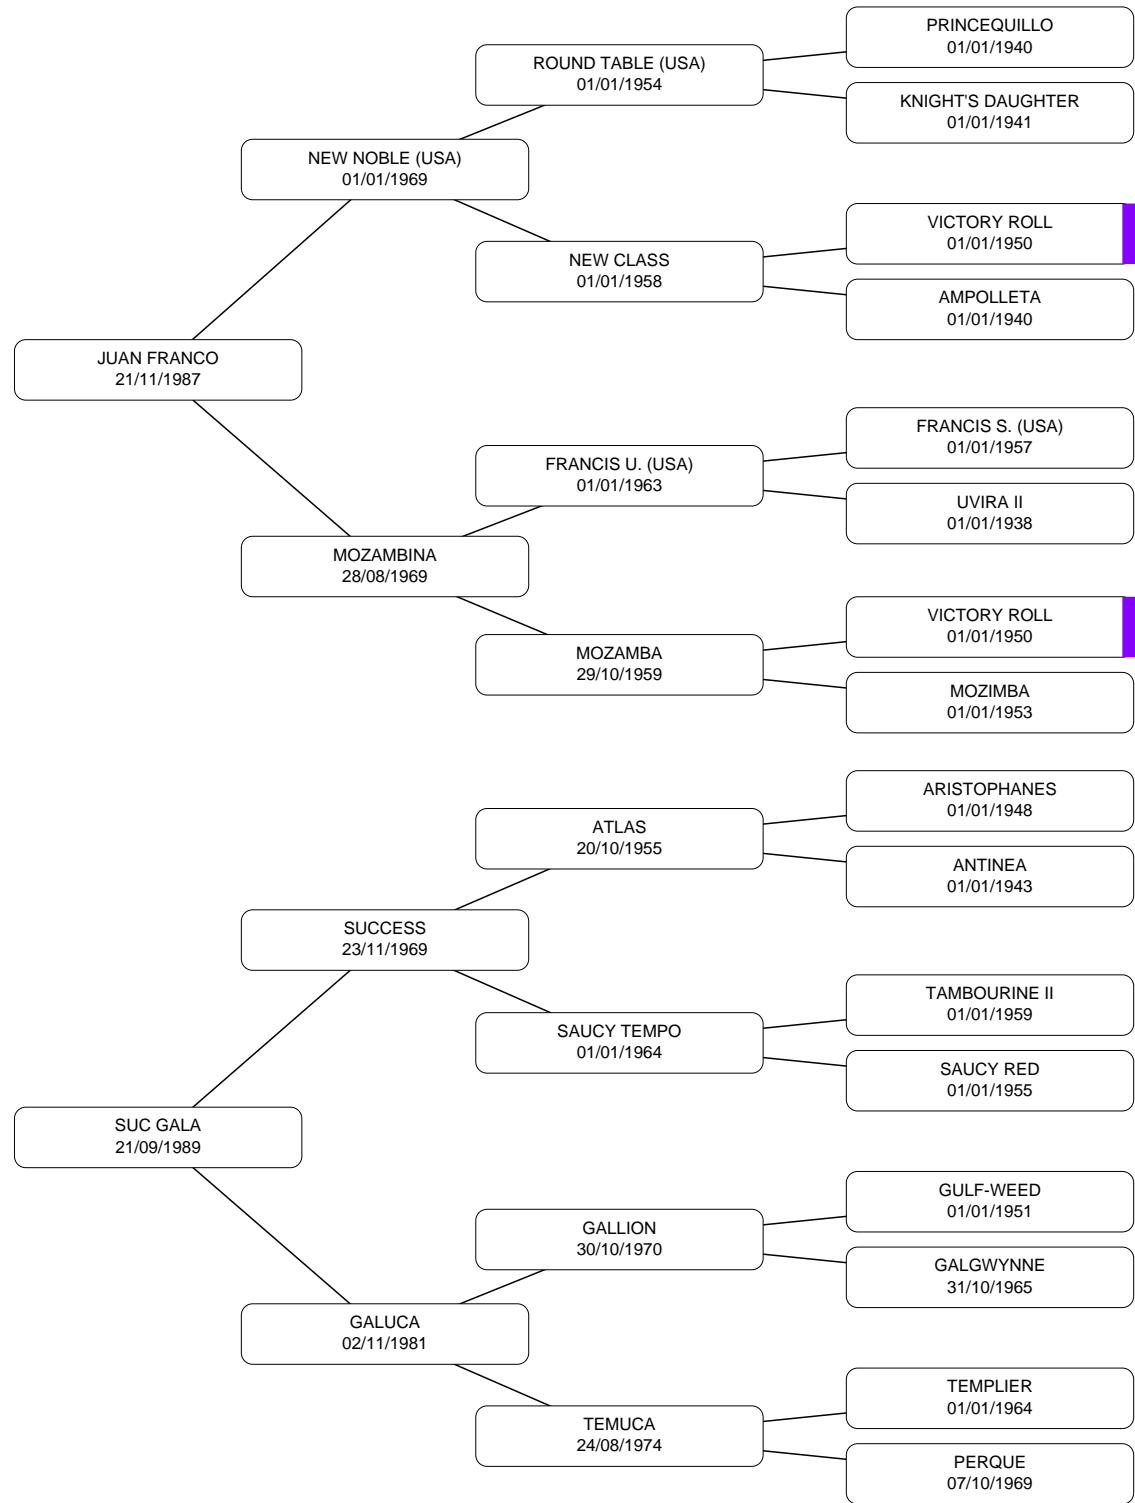 PRINCEQUILLO
01/01/1940
ROUND TABLE (USA)
01/01/1954
KNIGHT'S DAUGHTER
01/01/1941
NEW NOBLE (USA)
01/01/1969
VICTORY ROLL
01/01/1950
NEW CLASS
01/01/1958
AMPOLLETA
01/01/1940
JUAN FRANCO
21/11/1987
FRANCIS S. (USA)
01/01/1957
FRANCIS U. (USA)
01/01/1963
UVIRA II
01/01/1938
MOZAMBINA
28/08/1969
VICTORY ROLL
01/01/1950
MOZAMBA
29/10/1959
MOZIMBA
01/01/1953
ARISTOPHANES
01/01/1948
ATLAS
20/10/1955
ANTINEA
01/01/1943
SUCCESS
23/11/1969
TAMBOURINE II
01/01/1959
SAUCY TEMPO
01/01/1964
SAUCY RED
01/01/1955
SUC GALA
21/09/1989
GULF-WEED
01/01/1951
GALLION
30/10/1970
GALGWYNNE
31/10/1965
GALUCA
02/11/1981
TEMPLIER
01/01/1964
TEMUCA
24/08/1974
PERQUE
07/10/1969